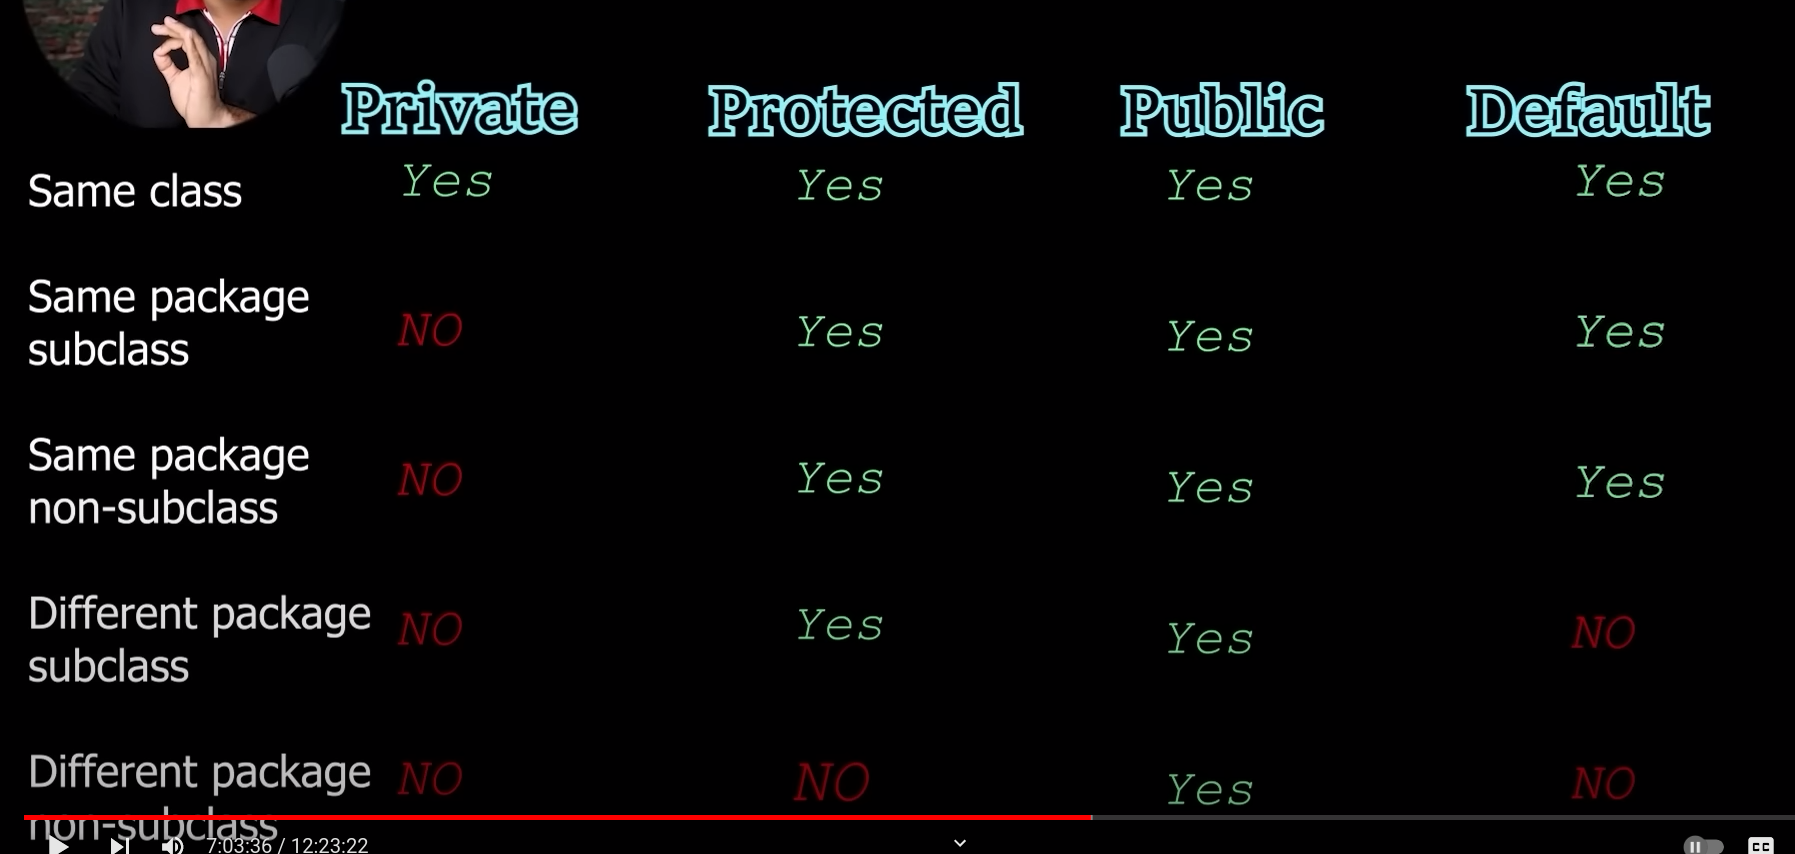 Private Protected Public Default
Same class Yes Yes Yes Yes
Same package
subclass NO Yes Yes Yes
Same package
non-subclass NO Yes Yes Yes
Different package
subclass NO Yes Yes NO
Different package NO NO Yes NO
non-subclass
7:03:36 / 12:23:22 CC